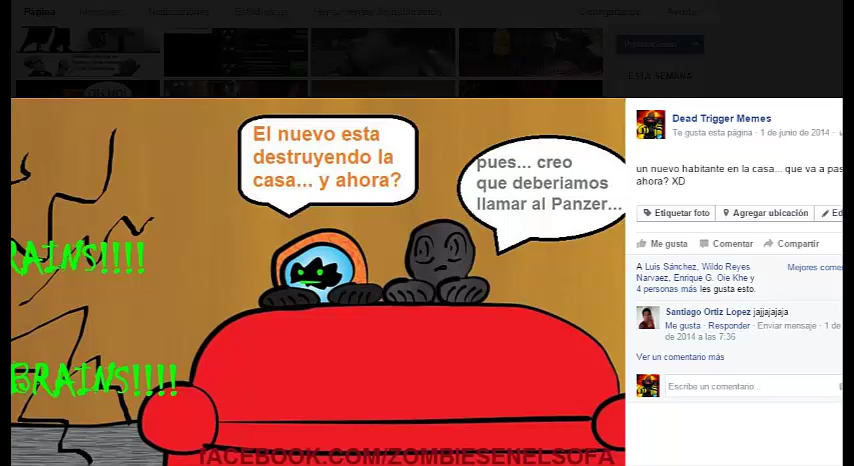 Página
ESTA SEMANA
El nuevo esta
destruyendo la
casa... y ahora?
pues... creo
que deberiamos
llamar al Panzer...
RAINS!!!!
BRAINS!!!!
FACEBOOK.COM/ZOMBIESENELSOFA
Dead Trigger Memes
Te gusta esta página · 1 de junio de 2014 ·
un nuevo habitante en la casa... que va a pas
ahora? XD
Etiquetar foto Agregar ubicación Ed
Me gusta Comentar Compartir
A Luis Sánchez, Wildo Reyes
Narvaez, Enrique G. Oie Khe y
4 personas más les gusta esto.
Mejores come
Santiago Ortiz Lopez jajjajajaja
Me gusta · Responder · Enviar mensaje · 1 de
de 2014 a las 7:36
Ver un comentario más
Escribe un comentario...